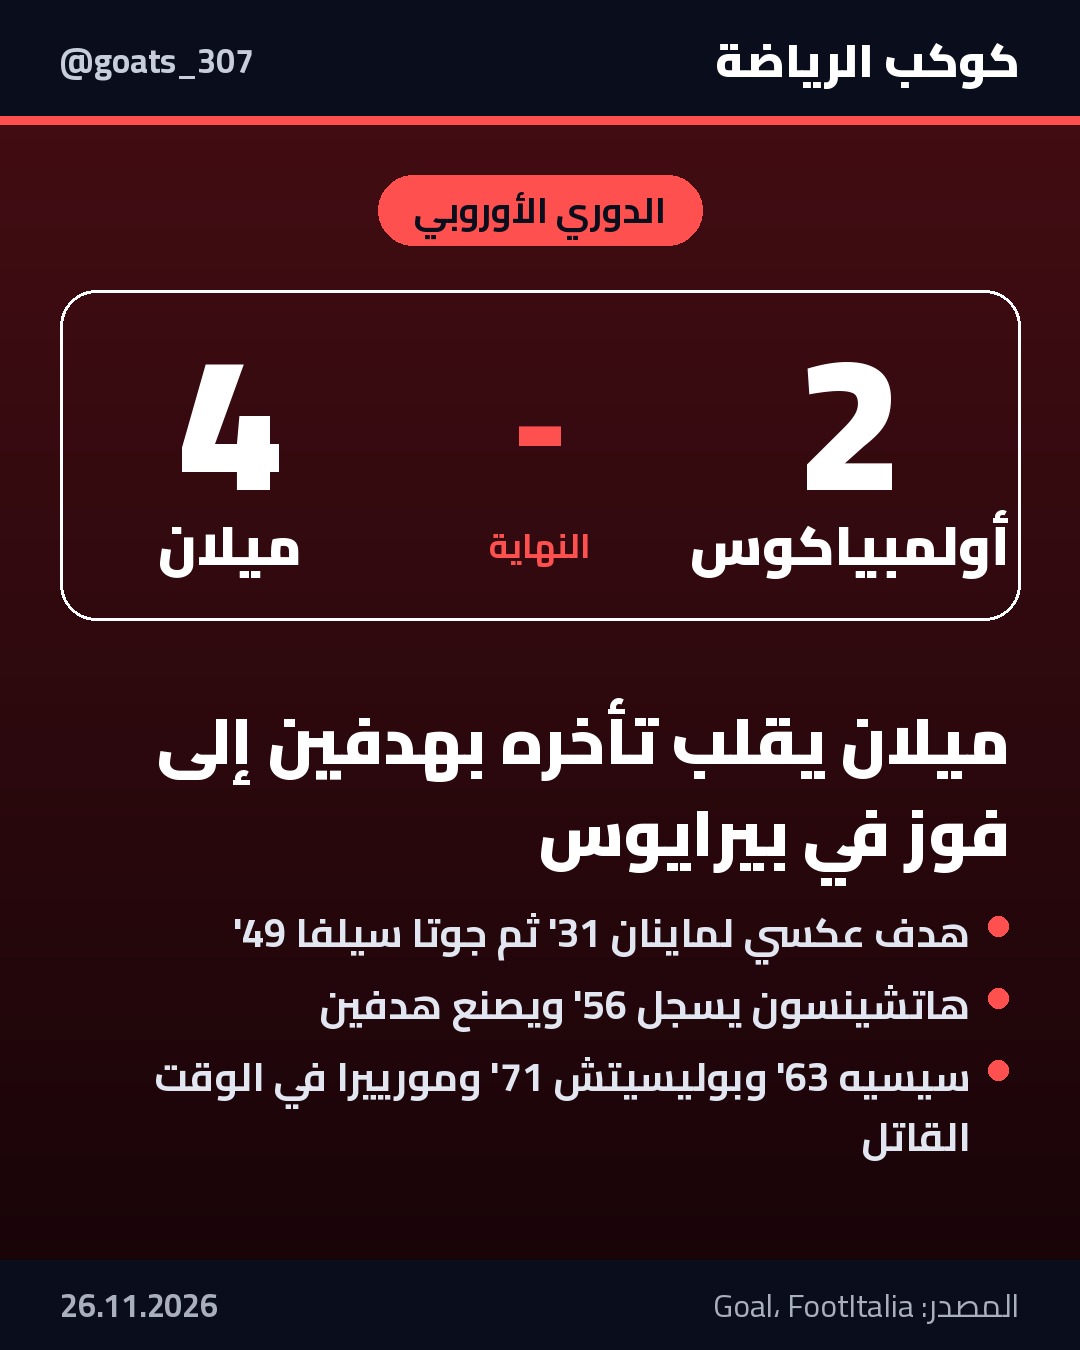 كوكب الرياضة
@goats_307
الدوري الأوروبي
2 - 4
أولمبياكوس النهاية ميلان
ميلان يقلب تأخره بهدفين إلى
فوز في بيرايوس
هدف عكسي لماينان 31' ثم جوتا سيلفا 49'
هاتشينسون يسجل 56' ويصنع هدفين
سيسيه 63' وبوليسيتش 71' وموريييرا في الوقت
القاتل
المصدر: Goal، FootItalia
26.11.2026